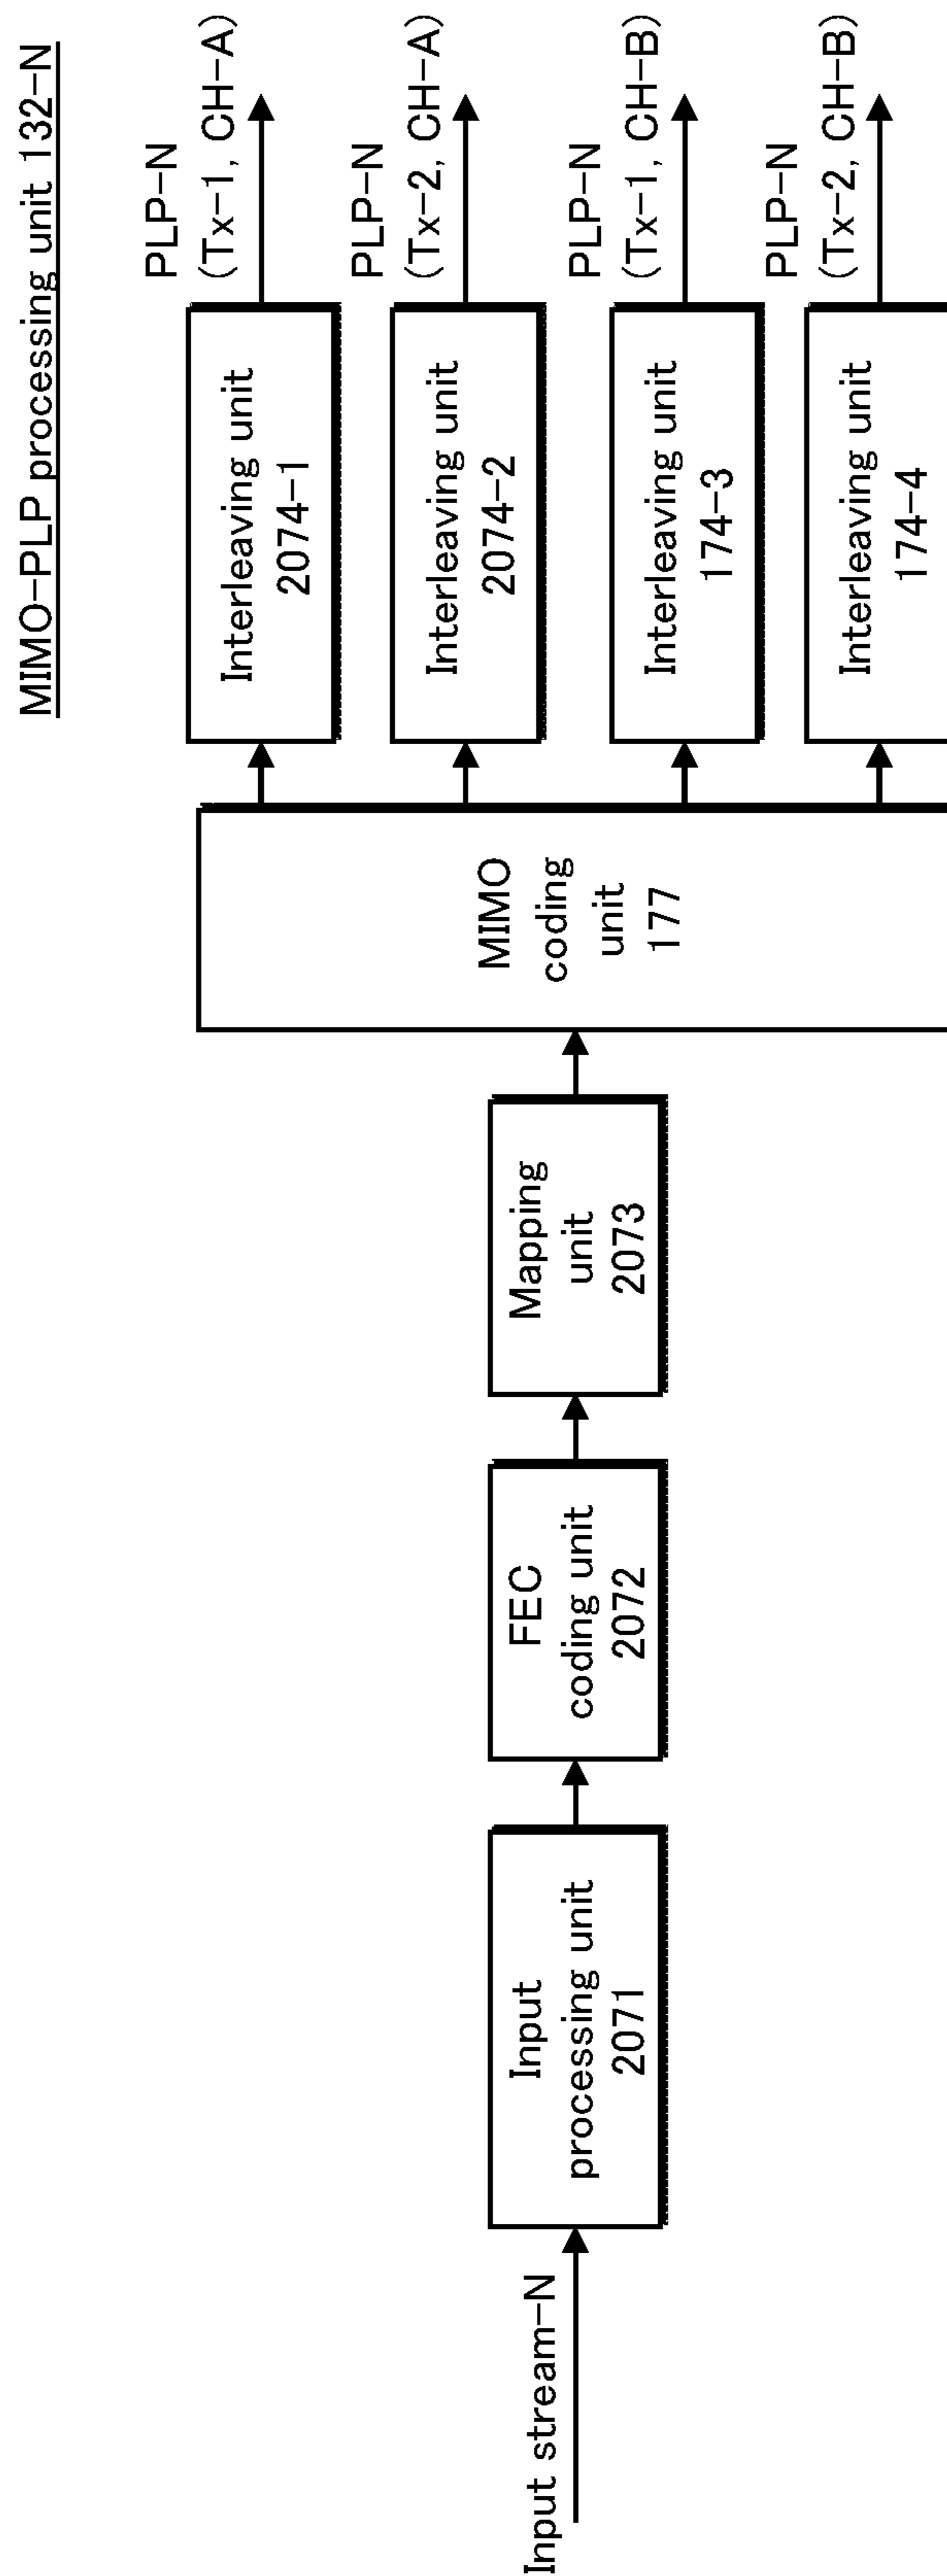 MIMO-PLP processing unit 132-N
Input stream-N
Input
processing unit
2071
FEC
coding unit
2072
Mapping
unit
2073
MIMO
coding
unit
177
Interleaving unit
2074-1
PLP-N
(Tx-1, CH-A)
Interleaving unit
2074-2
PLP-N
(Tx-2, CH-A)
Interleaving unit
174-3
PLP-N
(Tx-1, CH-B)
Interleaving unit
174-4
PLP-N
(Tx-2, CH-B)